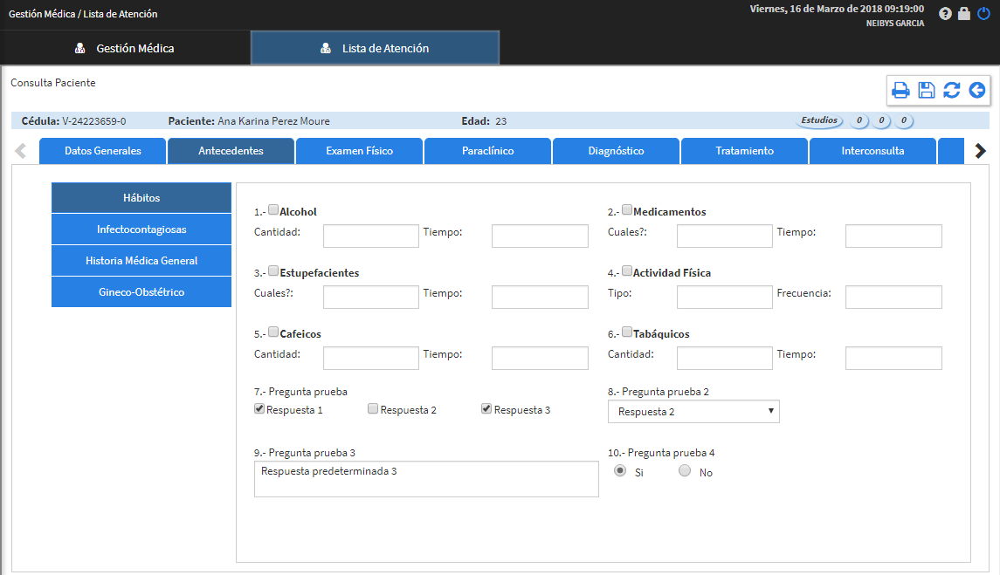 Gestión Médica / Lista de Atención
Viernes, 16 de Marzo de 2018 09:19:00
NEIBYS GARCIA
Gestión Médica
Lista de Atención
Consulta Paciente
Cédula: V-24223659-0 Paciente: Ana Karina Perez Moure Edad: 23 Estudios 0 0 0
Datos Generales Antecedentes Examen Físico Paraclínico Diagnóstico Tratamiento Interconsulta
Hábitos
Infectocontagiosas
Historia Médica General
Gineco-Obstétrico
1.- Alcohol 2.- Medicamentos
Cantidad: Tiempo: Cuales?: Tiempo:
3.- Estupefacientes 4.- Actividad Física
Cuales?: Tiempo: Tipo: Frecuencia:
5.- Cafeicos 6.- Tabáquicos
Cantidad: Tiempo: Cantidad: Tiempo:
7.- Pregunta prueba 8.- Pregunta prueba 2
Respuesta 1 Respuesta 2 Respuesta 3 Respuesta 2
9.- Pregunta prueba 3 10.- Pregunta prueba 4
Respuesta predeterminada 3 Si No